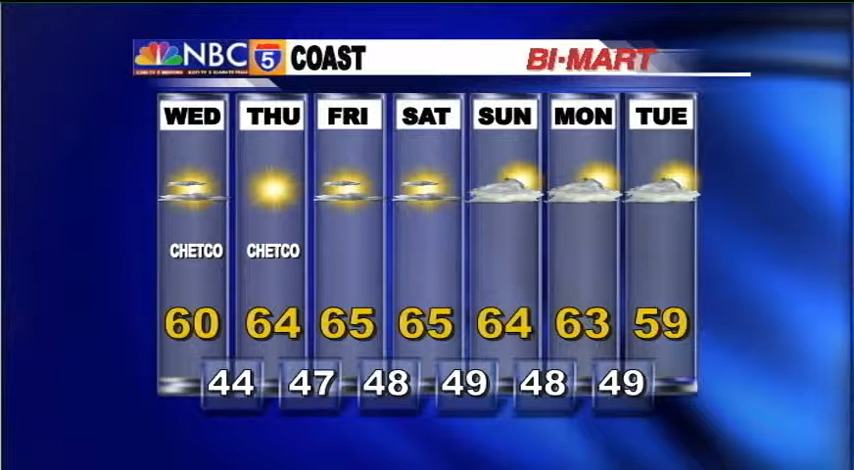 NBC 5 COAST
BI-MART
WED THU FRI SAT SUN MON TUE
CHETCO CHETCO
60 64 65 65 64 63 59
44 47 48 49 48 49